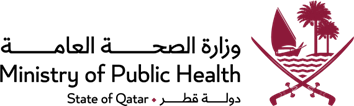 وزارة الصحة العامة
Ministry of Public Health
State of Qatar • دولة قطر